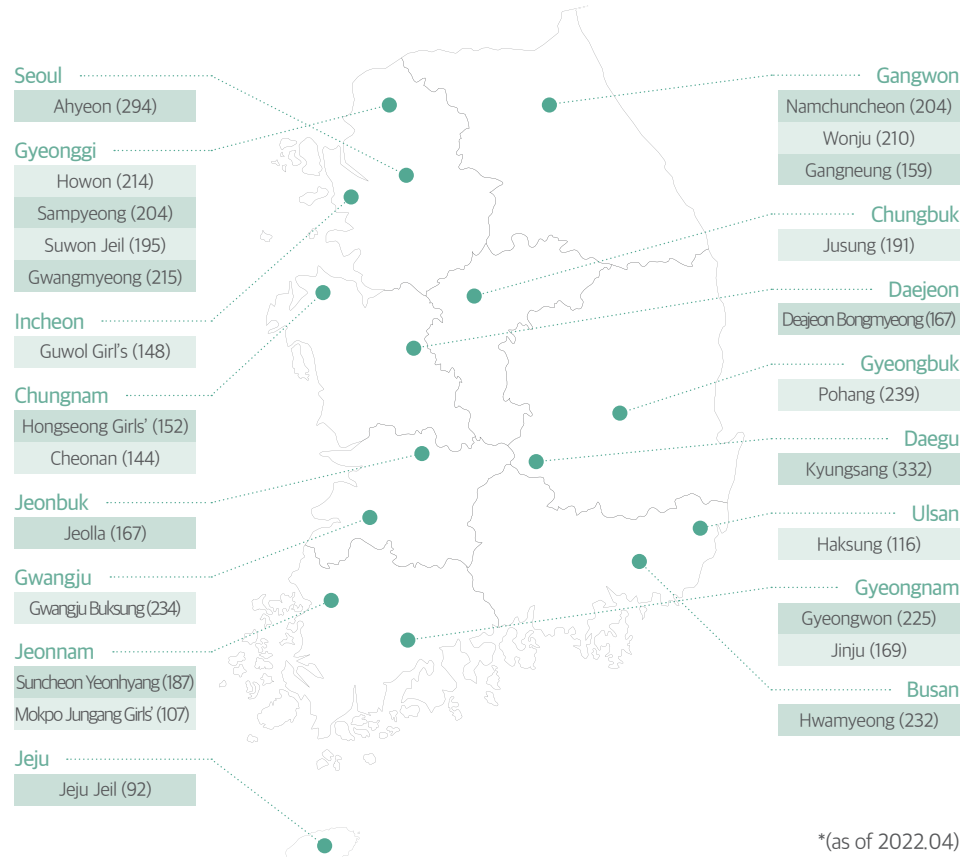 Seoul
Ahyeon (294)
Gyeonggi
Howon (214)
Sampyeong (204)
Suwon Jeil (195)
Gwangmyeong (215)
Incheon
Guwol Girl's (148)
Chungnam
Hongseong Girls' (152)
Cheonan (144)
Jeonbuk
Jeolla (167)
Gwangju
Gwangju Buksung (234)
Jeonnam
Suncheon Yeonhyang (187)
Mokpo Jungang Girls' (107)
Jeju
Jeju Jeil (92)
Gangwon
Namchuncheon (204)
Wonju (210)
Gangneung (159)
Chungbuk
Jusung (191)
Daejeon
Deajeon Bongmyeong (167)
Gyeongbuk
Pohang (239)
Daegu
Kyungsang (332)
Ulsan
Haksung (116)
Gyeongnam
Gyeongwon (225)
Jinju (169)
Busan
Hwamyeong (232)
*(as of 2022.04)